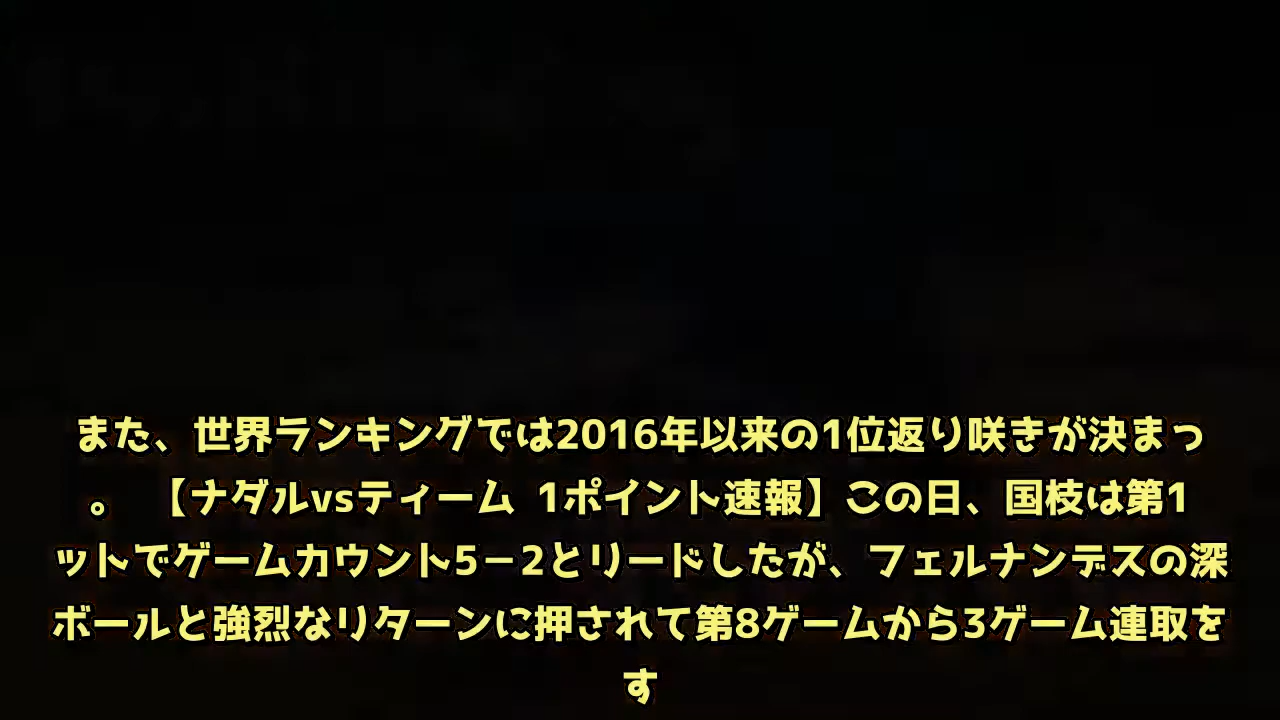 また、世界ランキングでは2016年以来の1位返り咲きが決まっ
。　【ナダルvsティーム 1ポイント速報】この日、国枝は第1
ットでゲームカウント5－2とリードしたが、フェルナンデスの深
ボールと強烈なリターンに押されて第8ゲームから3ゲーム連取を
す